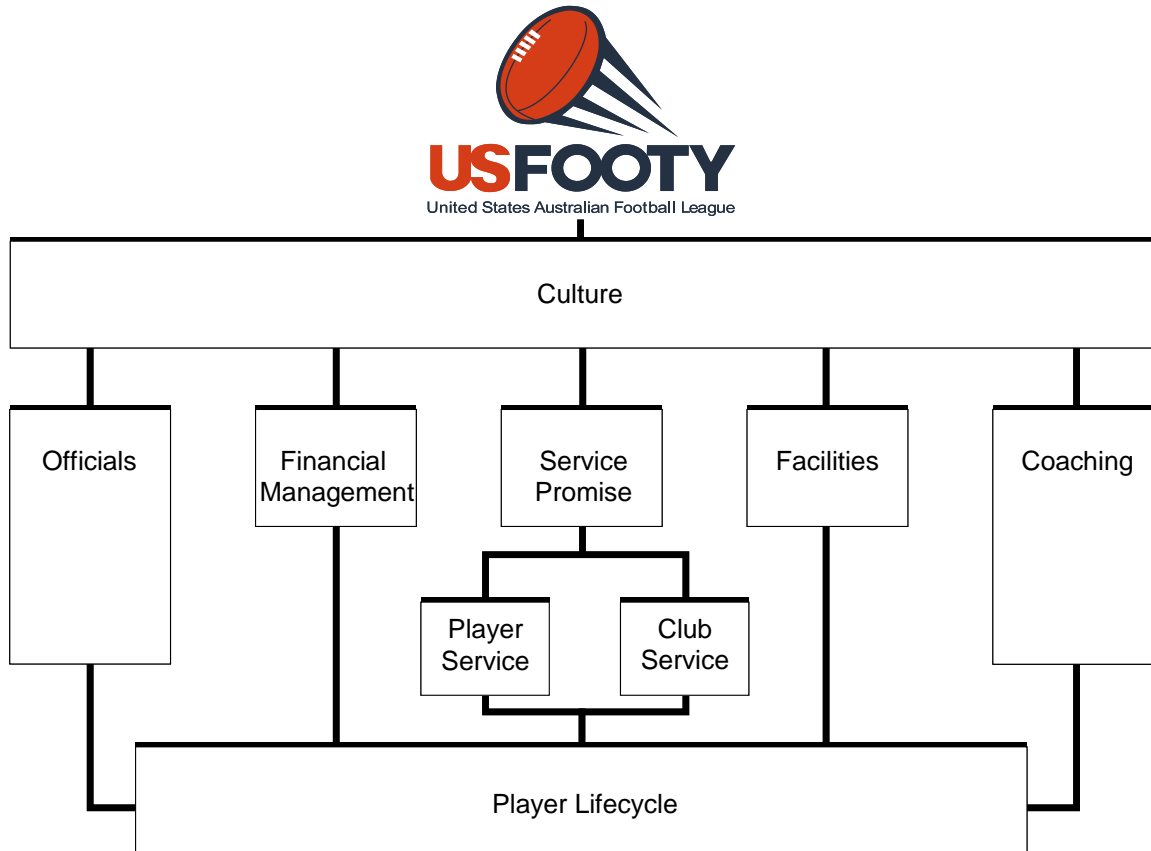 USFOOTY
United States Australian Football League
Culture
Officials
Financial
Management
Service
Promise
Facilities
Coaching
Player
Service
Club
Service
Player Lifecycle